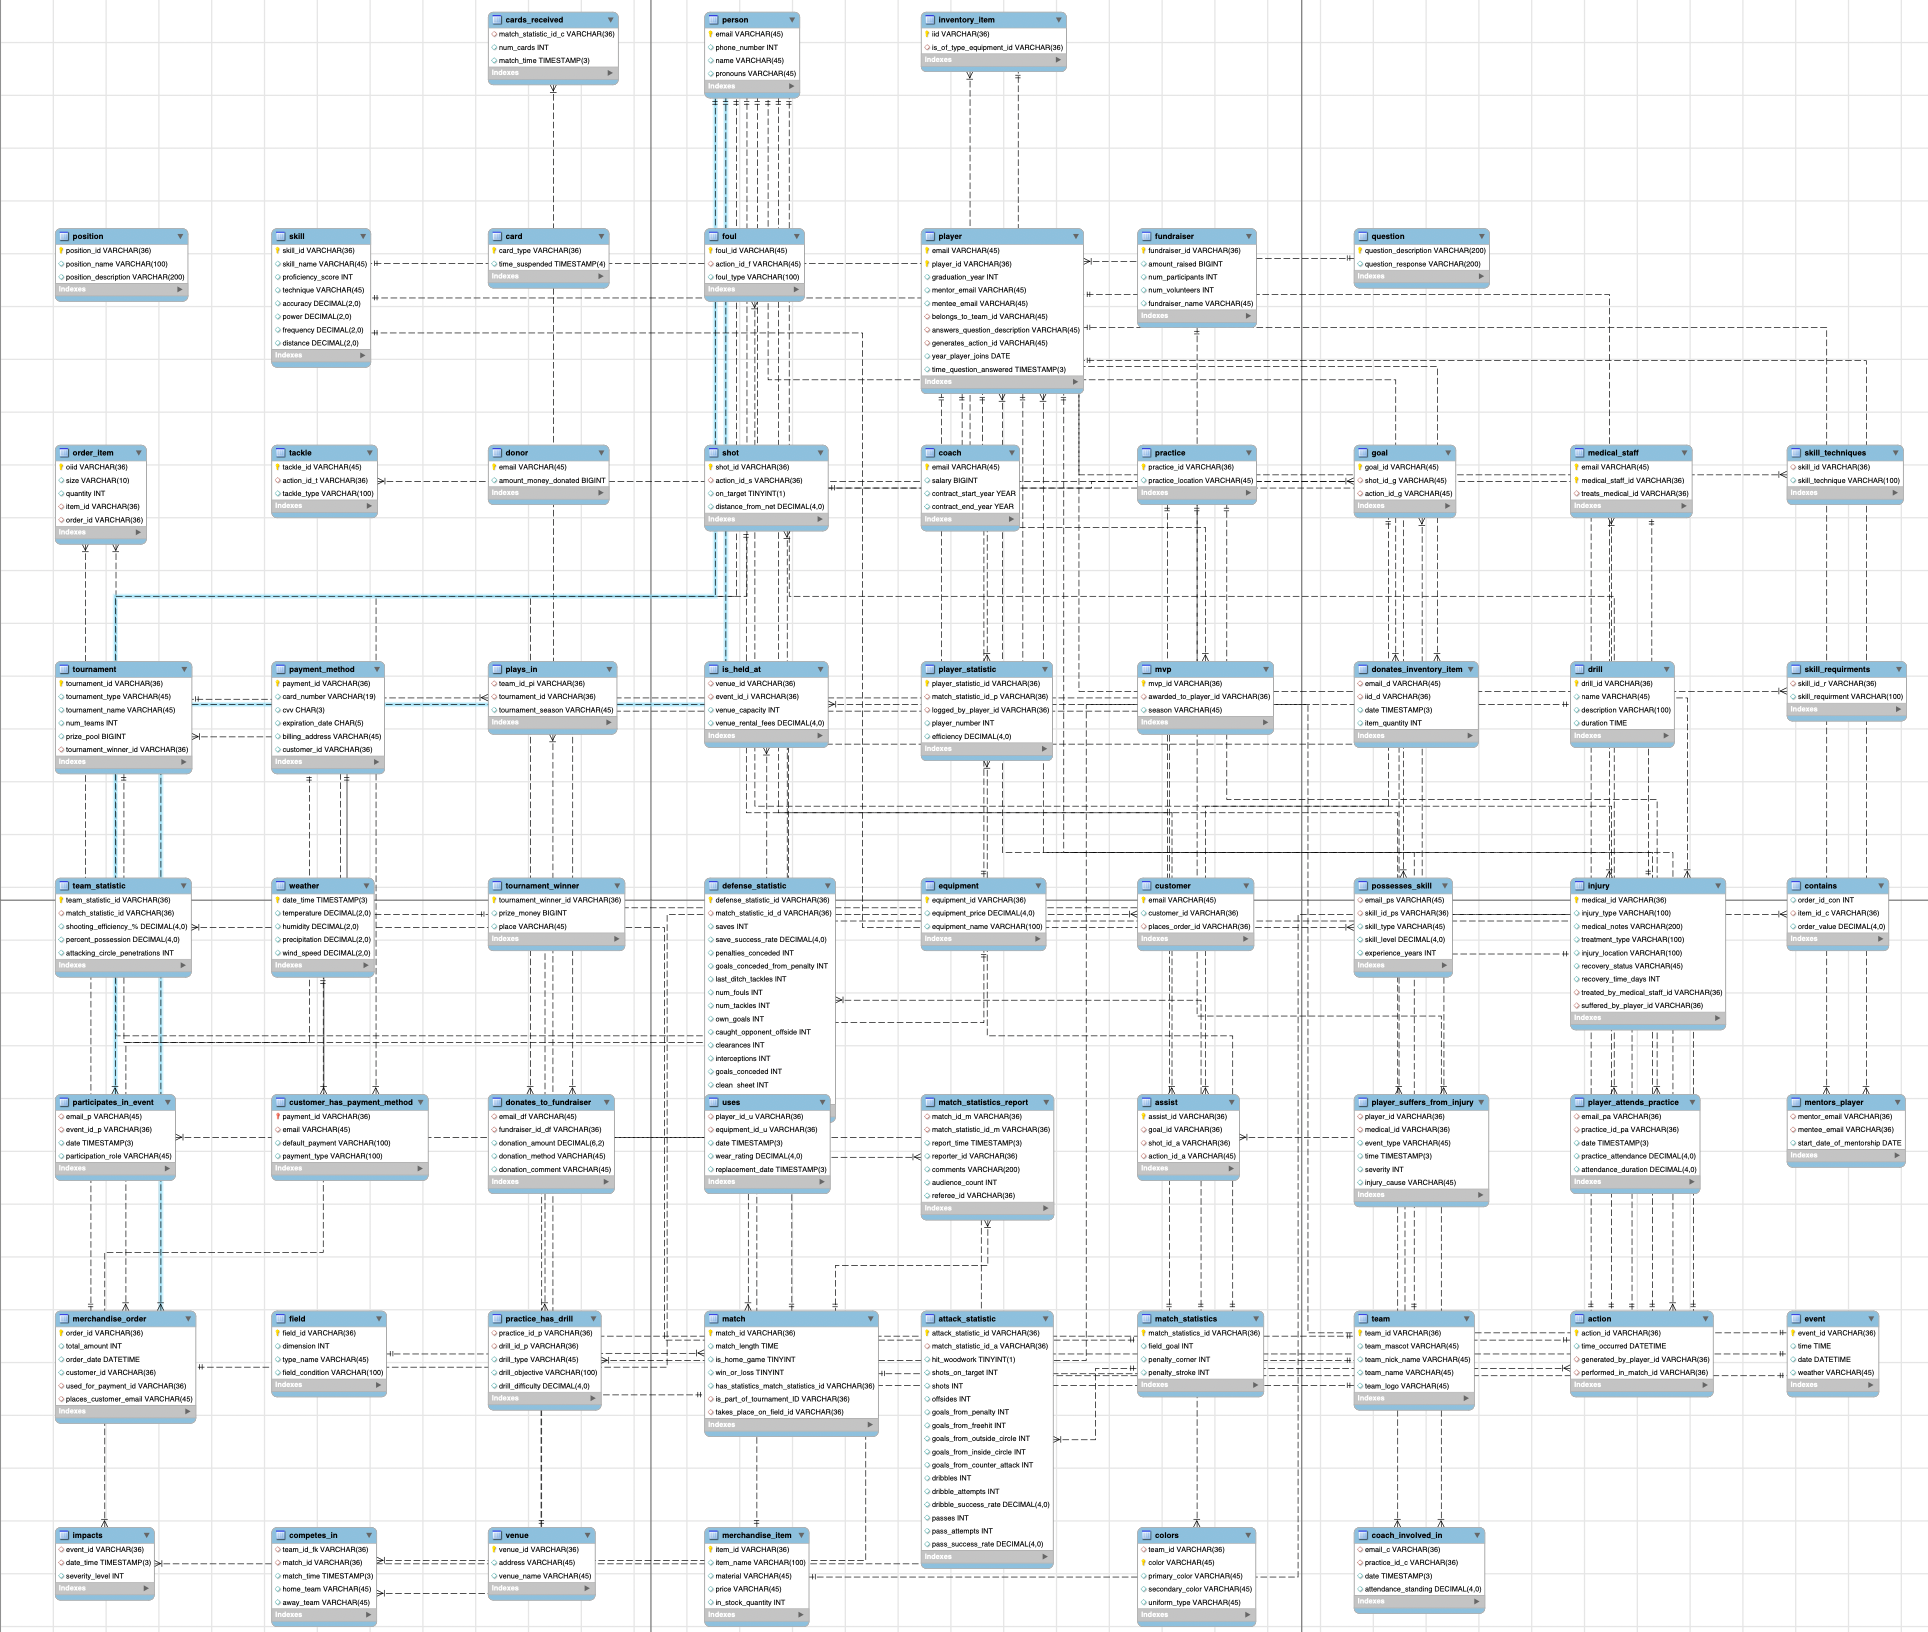 cards_received
match_statistic_id_c VARCHAR(36)
num_cards INT
match_time TIMESTAMP(3)
Indexes
person
email VARCHAR(45)
phone_number INT
name VARCHAR(45)
pronouns VARCHAR(45)
Indexes
inventory_item
iid VARCHAR(36)
is_of_type_equipment_id VARCHAR(36)
Indexes
position
position_id VARCHAR(36)
position_name VARCHAR(100)
position_description VARCHAR(200)
Indexes
skill
skill_id VARCHAR(36)
skill_name VARCHAR(45)
proficiency_score INT
technique VARCHAR(45)
accuracy DECIMAL(2,0)
power DECIMAL(2,0)
frequency DECIMAL(2,0)
distance DECIMAL(2,0)
Indexes
card
card_type VARCHAR(36)
time_suspended TIMESTAMP(4)
Indexes
foul
foul_id VARCHAR(45)
action_id_f VARCHAR(45)
foul_type VARCHAR(100)
Indexes
player
email VARCHAR(45)
player_id VARCHAR(36)
graduation_year INT
mentor_email VARCHAR(45)
mentee_email VARCHAR(45)
belongs_to_team_id VARCHAR(45)
answers_question_description VARCHAR(45)
generates_action_id VARCHAR(45)
year_player_joins DATE
time_question_answered TIMESTAMP(3)
Indexes
fundraiser
fundraiser_id VARCHAR(36)
amount_raised BIGINT
num_participants INT
num_volunteers INT
fundraiser_name VARCHAR(45)
Indexes
question
question_description VARCHAR(200)
question_response VARCHAR(200)
Indexes
order_item
oiid VARCHAR(36)
size VARCHAR(10)
quantity INT
item_id VARCHAR(36)
order_id VARCHAR(36)
Indexes
tackle
tackle_id VARCHAR(45)
action_id_t VARCHAR(36)
tackle_type VARCHAR(100)
Indexes
donor
email VARCHAR(45)
amount_money_donated BIGINT
Indexes
shot
shot_id VARCHAR(36)
action_id_s VARCHAR(36)
on_target TINYINT(1)
distance_from_net DECIMAL(4,0)
Indexes
coach
email VARCHAR(45)
salary BIGINT
contract_start_year YEAR
contract_end_year YEAR
Indexes
practice
practice_id VARCHAR(36)
practice_location VARCHAR(45)
Indexes
goal
goal_id VARCHAR(45)
shot_id_g VARCHAR(45)
action_id_g VARCHAR(45)
Indexes
medical_staff
email VARCHAR(45)
medical_staff_id VARCHAR(36)
treats_medical_id VARCHAR(36)
Indexes
skill_techniques
skill_id VARCHAR(36)
skill_technique VARCHAR(100)
Indexes
tournament
tournament_id VARCHAR(36)
tournament_type VARCHAR(45)
tournament_name VARCHAR(45)
num_teams INT
prize_pool BIGINT
tournament_winner_id VARCHAR(36)
Indexes
payment_method
payment_id VARCHAR(36)
card_number VARCHAR(19)
cvv CHAR(3)
expiration_date CHAR(5)
billing_address VARCHAR(45)
customer_id VARCHAR(36)
Indexes
plays_in
team_id_pi VARCHAR(36)
tournament_id VARCHAR(36)
tournament_season VARCHAR(45)
Indexes
is_held_at
venue_id VARCHAR(36)
event_id_i VARCHAR(36)
venue_capacity INT
venue_rental_fees DECIMAL(4,0)
Indexes
player_statistic
player_statistic_id VARCHAR(36)
match_statistic_id_p VARCHAR(36)
logged_by_player_id VARCHAR(36)
player_number INT
efficiency DECIMAL(4,0)
Indexes
mvp
mvp_id VARCHAR(36)
awarded_to_player_id VARCHAR(36)
season VARCHAR(45)
Indexes
donates_inventory_item
email_d VARCHAR(45)
iid_d VARCHAR(36)
date TIMESTAMP(3)
item_quantity INT
Indexes
drill
drill_id VARCHAR(36)
name VARCHAR(45)
description VARCHAR(100)
duration TIME
Indexes
skill_requirments
skill_id_r VARCHAR(36)
skill_requirment VARCHAR(100)
Indexes
team_statistic
team_statistic_id VARCHAR(36)
match_statistic_id VARCHAR(36)
shooting_efficiency_% DECIMAL(4,0)
percent_possession DECIMAL(4,0)
attacking_circle_penetrations INT
Indexes
weather
date_time TIMESTAMP(3)
temperature DECIMAL(2,0)
humidity DECIMAL(2,0)
precipitation DECIMAL(2,0)
wind_speed DECIMAL(2,0)
Indexes
tournament_winner
tournament_winner_id VARCHAR(36)
prize_money BIGINT
place VARCHAR(45)
Indexes
defense_statistic
defense_statistic_id VARCHAR(36)
match_statistic_id_d VARCHAR(36)
saves INT
save_success_rate DECIMAL(4,0)
penalties_conceded INT
goals_conceded_from_penalty INT
last_ditch_tackles INT
num_fouls INT
num_tackles INT
own_goals INT
caught_opponent_offside INT
clearances INT
interceptions INT
goals_conceded INT
clean_sheet INT
equipment
equipment_id VARCHAR(36)
equipment_price DECIMAL(4,0)
equipment_name VARCHAR(100)
Indexes
customer
email VARCHAR(45)
customer_id VARCHAR(36)
places_order_id VARCHAR(36)
Indexes
possesses_skill
email_ps VARCHAR(45)
skill_id_ps VARCHAR(36)
skill_type VARCHAR(45)
skill_level DECIMAL(4,0)
experience_years INT
Indexes
injury
medical_id VARCHAR(36)
injury_type VARCHAR(100)
medical_notes VARCHAR(200)
treatment_type VARCHAR(100)
injury_location VARCHAR(100)
recovery_status VARCHAR(45)
recovery_time_days INT
treated_by_medical_staff_id VARCHAR(36)
suffered_by_player_id VARCHAR(36)
Indexes
contains
order_id_con INT
item_id_c VARCHAR(36)
order_value DECIMAL(4,0)
Indexes
participates_in_event
email_p VARCHAR(45)
event_id_p VARCHAR(36)
date TIMESTAMP(3)
participation_role VARCHAR(45)
Indexes
customer_has_payment_method
payment_id VARCHAR(36)
email VARCHAR(45)
default_payment VARCHAR(100)
payment_type VARCHAR(100)
Indexes
donates_to_fundraiser
email_df VARCHAR(45)
fundraiser_id_df VARCHAR(36)
donation_amount DECIMAL(6,2)
donation_method VARCHAR(45)
donation_comment VARCHAR(45)
Indexes
uses
player_id_u VARCHAR(36)
equipment_id_u VARCHAR(36)
date TIMESTAMP(3)
wear_rating DECIMAL(4,0)
replacement_date TIMESTAMP(3)
Indexes
match_statistics_report
match_id_m VARCHAR(36)
match_statistic_id_m VARCHAR(36)
report_time TIMESTAMP(3)
reporter_id VARCHAR(36)
comments VARCHAR(200)
audience_count INT
referee_id VARCHAR(36)
Indexes
assist
assist_id VARCHAR(36)
goal_id VARCHAR(36)
shot_id_a VARCHAR(36)
action_id_a VARCHAR(45)
Indexes
player_suffers_from_injury
player_id VARCHAR(36)
medical_id VARCHAR(36)
event_type VARCHAR(45)
time TIMESTAMP(3)
severity INT
injury_cause VARCHAR(45)
Indexes
player_attends_practice
email_pa VARCHAR(45)
practice_id_pa VARCHAR(36)
date TIMESTAMP(3)
practice_attendance DECIMAL(4,0)
attendance_duration DECIMAL(4,0)
Indexes
mentors_player
mentor_email VARCHAR(36)
mentee_email VARCHAR(36)
start_date_of_mentorship DATE
Indexes
merchandise_order
order_id VARCHAR(36)
total_amount INT
order_date DATETIME
customer_id VARCHAR(36)
used_for_payment_id VARCHAR(36)
places_customer_email VARCHAR(45)
Indexes
field
field_id VARCHAR(36)
dimension INT
type_name VARCHAR(45)
field_condition VARCHAR(100)
Indexes
practice_has_drill
practice_id_p VARCHAR(36)
drill_id_p VARCHAR(36)
drill_type VARCHAR(45)
drill_objective VARCHAR(100)
drill_difficulty DECIMAL(4,0)
Indexes
match
match_id VARCHAR(36)
match_length TIME
is_home_game TINYINT
win_or_loss TINYINT
has_statistics_match_statistics_id VARCHAR(36)
is_part_of_tournament_ID VARCHAR(36)
takes_place_on_field_id VARCHAR(36)
Indexes
attack_statistic
attack_statistic_id VARCHAR(36)
match_statistic_id_a VARCHAR(36)
hit_woodwork TINYINT(1)
shots_on_target INT
shots INT
offsides INT
goals_from_penalty INT
goals_from_freehit INT
goals_from_outside_circle INT
goals_from_inside_circle INT
goals_from_counter_attack INT
dribbles INT
dribble_attempts INT
dribble_success_rate DECIMAL(4,0)
passes INT
pass_attempts INT
pass_success_rate DECIMAL(4,0)
Indexes
match_statistics
match_statistics_id VARCHAR(36)
field_goal INT
penalty_corner INT
penalty_stroke INT
Indexes
team
team_id VARCHAR(36)
team_mascot VARCHAR(45)
team_nick_name VARCHAR(45)
team_name VARCHAR(45)
team_logo VARCHAR(45)
Indexes
action
action_id VARCHAR(36)
time_occurred DATETIME
generated_by_player_id VARCHAR(36)
performed_in_match_id VARCHAR(36)
Indexes
event
event_id VARCHAR(36)
time TIME
date DATETIME
weather VARCHAR(45)
Indexes
impacts
event_id VARCHAR(36)
date_time TIMESTAMP(3)
severity_level INT
Indexes
competes_in
team_id_fk VARCHAR(36)
match_id VARCHAR(36)
match_time TIMESTAMP(3)
home_team VARCHAR(45)
away_team VARCHAR(45)
Indexes
venue
venue_id VARCHAR(36)
address VARCHAR(45)
venue_name VARCHAR(45)
Indexes
merchandise_item
item_id VARCHAR(36)
item_name VARCHAR(100)
material VARCHAR(45)
price VARCHAR(45)
in_stock_quantity INT
Indexes
colors
team_id VARCHAR(36)
color VARCHAR(45)
primary_color VARCHAR(45)
secondary_color VARCHAR(45)
uniform_type VARCHAR(45)
Indexes
coach_involved_in
email_c VARCHAR(36)
practice_id_c VARCHAR(36)
date TIMESTAMP(3)
attendance_standing DECIMAL(4,0)
Indexes